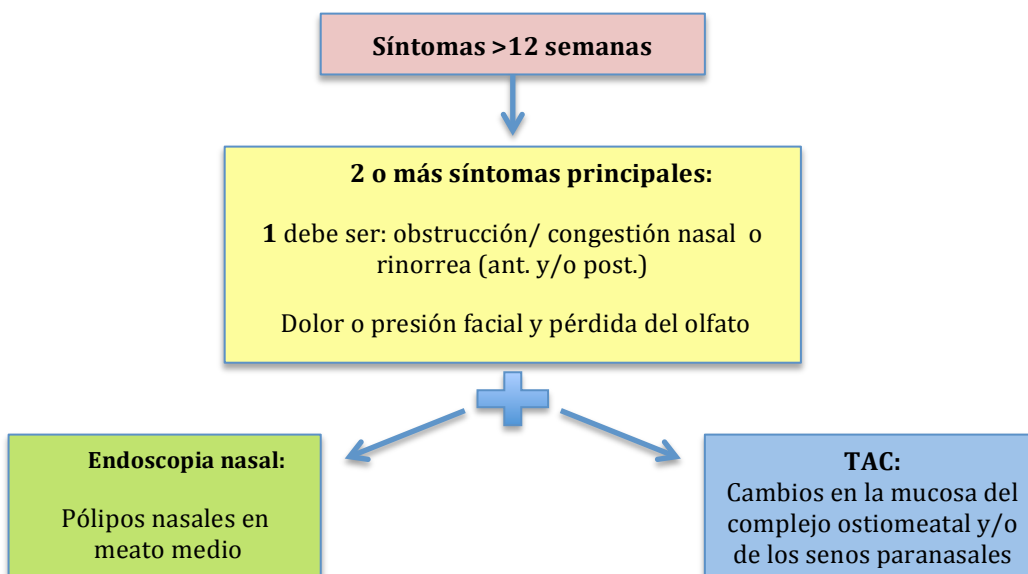 Síntomas >12 semanas
2 o más síntomas principales:
1 debe ser: obstrucción/ congestión nasal o
rinorrea (ant. y/o post.)
Dolor o presión facial y pérdida del olfato
Endoscopia nasal:
Pólipos nasales en
meato medio
TAC:
Cambios en la mucosa del
complejo ostiomeatal y/o
de los senos paranasales